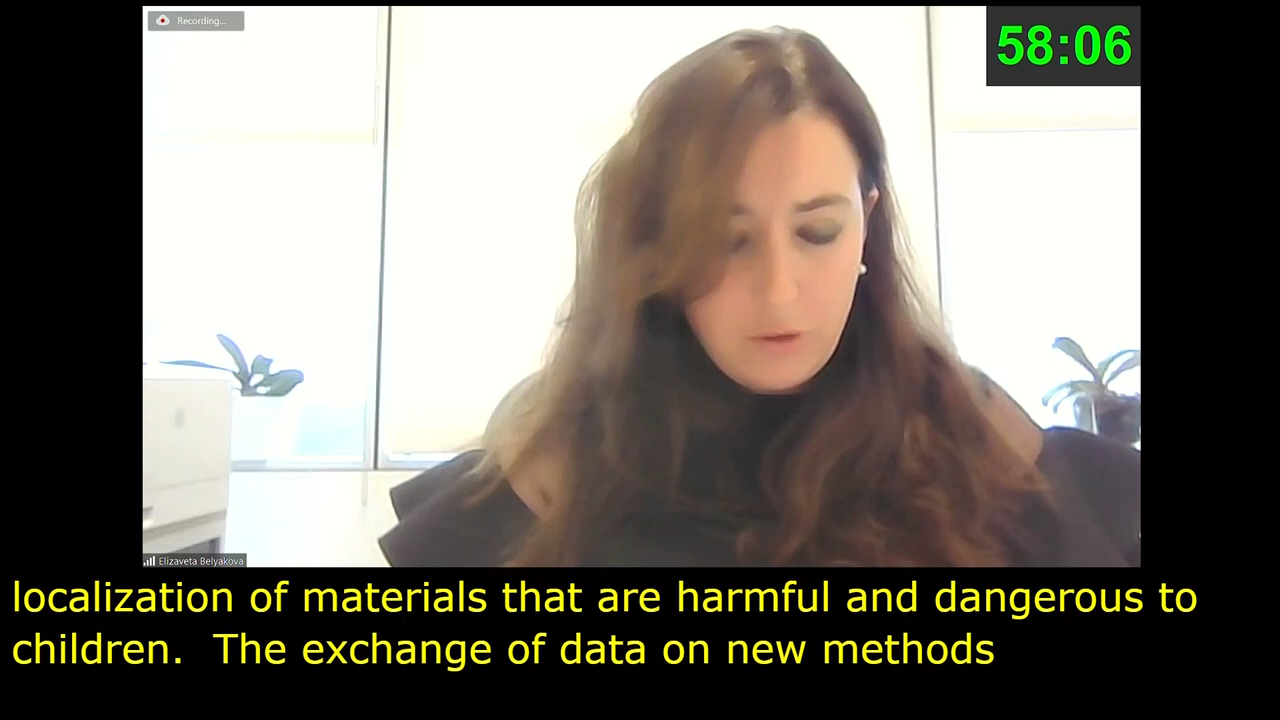 Recording...
58:06
Elizaveta Belyakova
localization of materials that are harmful and dangerous to
children.  The exchange of data on new methods